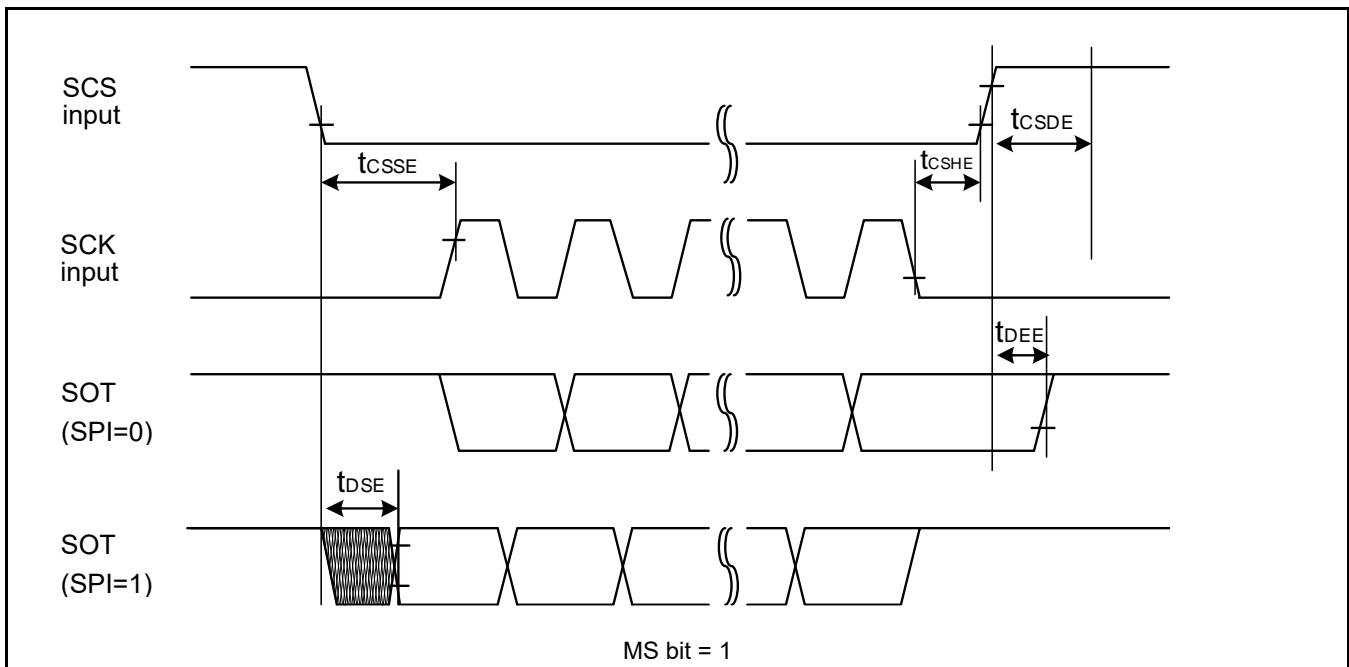 SCS
input
tCSDE
tCSSE
tCSHE
SCK
input
tDEE
SOT
(SPI=0)
tDSE
SOT
(SPI=1)
MS bit = 1